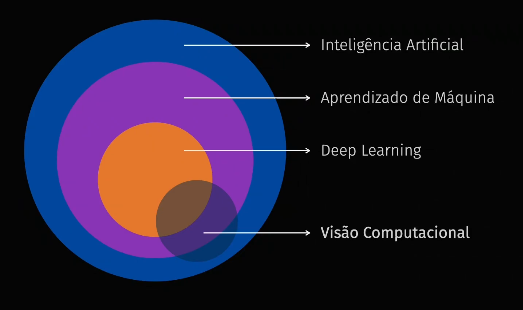 Inteligência Artificial
Aprendizado de Máquina
Deep Learning
Visão Computacional